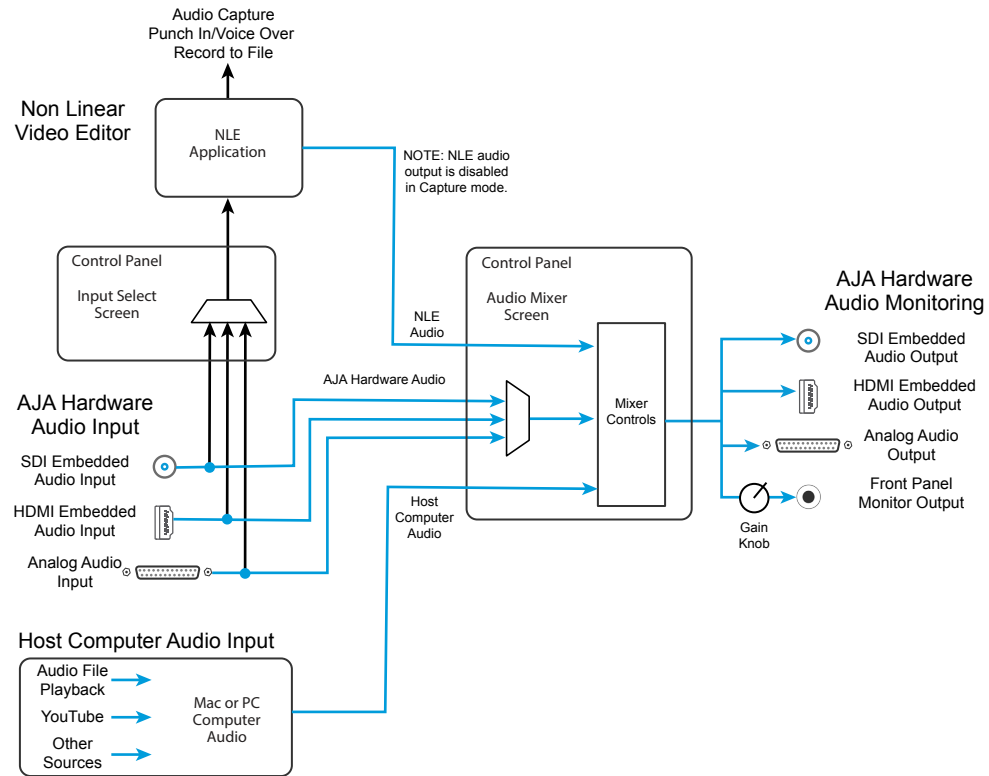 Audio Capture
Punch In/Voice Over
Record to File
Non Linear
Video Editor
NLE
Application
NOTE: NLE audio
output is disabled
in Capture mode.
Control Panel
Input Select
Screen
Control Panel
Audio Mixer
Screen
NLE
Audio
AJA Hardware Audio
Mixer
Controls
Host
Computer
Audio
AJA Hardware
Audio Monitoring
SDI Embedded
Audio Output
HDMI Embedded
Audio Output
Analog Audio
Output
Front Panel
Monitor Output
Gain
Knob
AJA Hardware
Audio Input
SDI Embedded
Audio Input
HDMI Embedded
Audio Input
Analog Audio
Input
Host Computer Audio Input
Audio File
Playback
YouTube
Other
Sources
Mac or PC
Computer
Audio